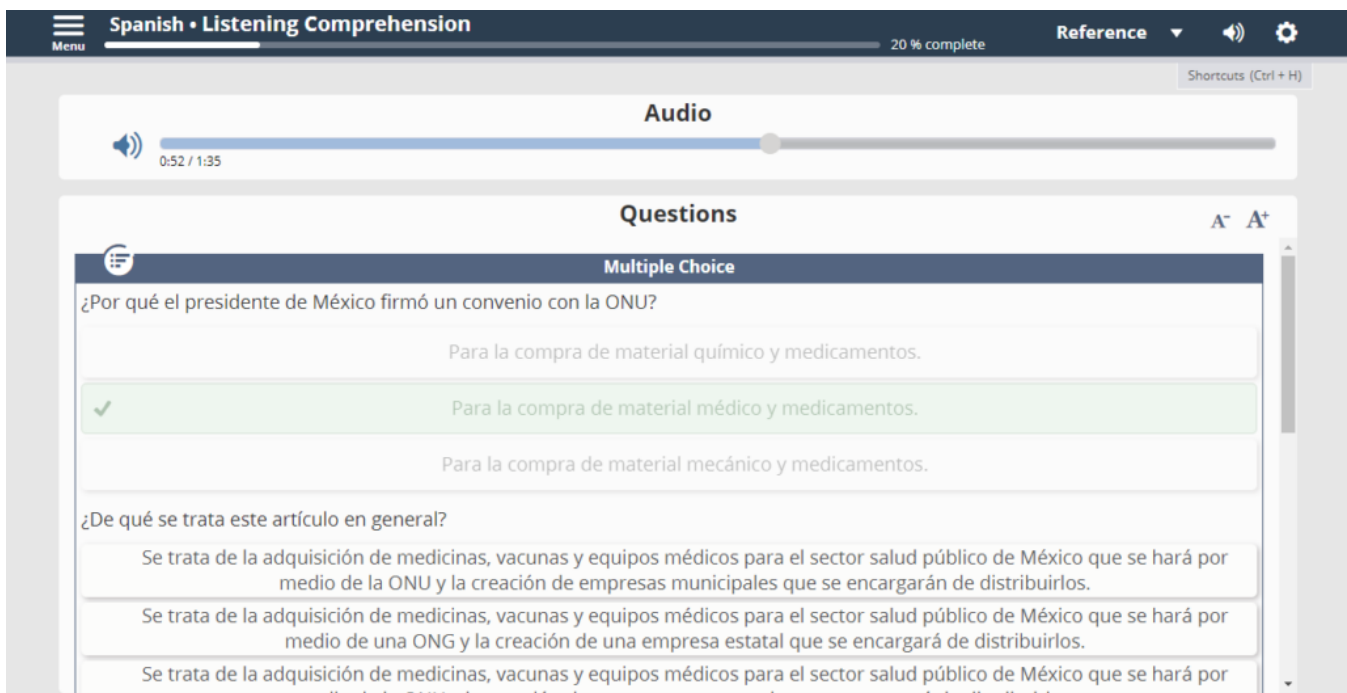 Spanish • Listening Comprehension
Menu
20 % complete
Reference
Shortcuts (Ctrl + H)
Audio
0:52 / 1:35
Questions
A- A+
Multiple Choice
¿Por qué el presidente de México firmó un convenio con la ONU?
Para la compra de material químico y medicamentos.
Para la compra de material médico y medicamentos.
Para la compra de material mecánico y medicamentos.
¿De qué se trata este artículo en general?
Se trata de la adquisición de medicinas, vacunas y equipos médicos para el sector salud público de México que se hará por
medio de la ONU y la creación de empresas municipales que se encargarán de distribuirlos.
Se trata de la adquisición de medicinas, vacunas y equipos médicos para el sector salud público de México que se hará por
medio de una ONG y la creación de una empresa estatal que se encargará de distribuirlos.
Se trata de la adquisición de medicinas, vacunas y equipos médicos para el sector salud público de México que se hará por